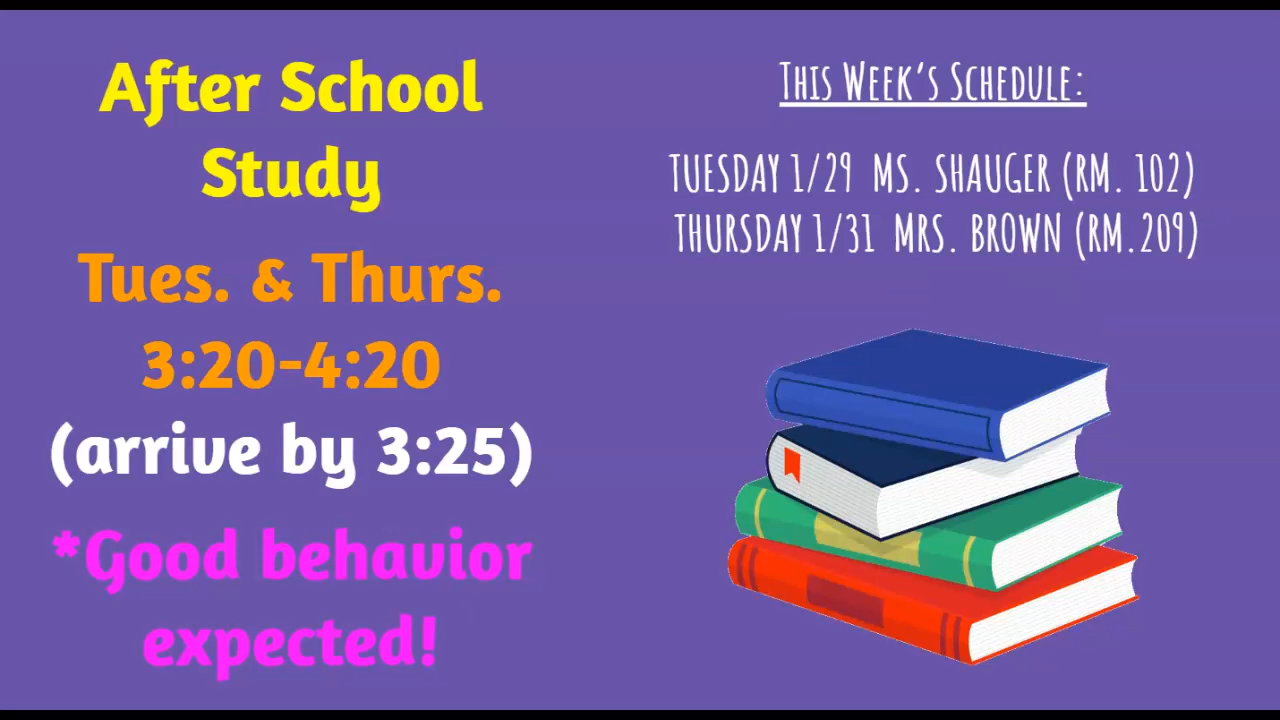 After School
Study
Tues. & Thurs.
3:20-4:20
(arrive by 3:25)
*Good behavior
expected!
THIS WEEK'S SCHEDULE:
TUESDAY 1/29 MS. SHAUGER (RM. 102)
THURSDAY 1/31 MRS. BROWN (RM.209)